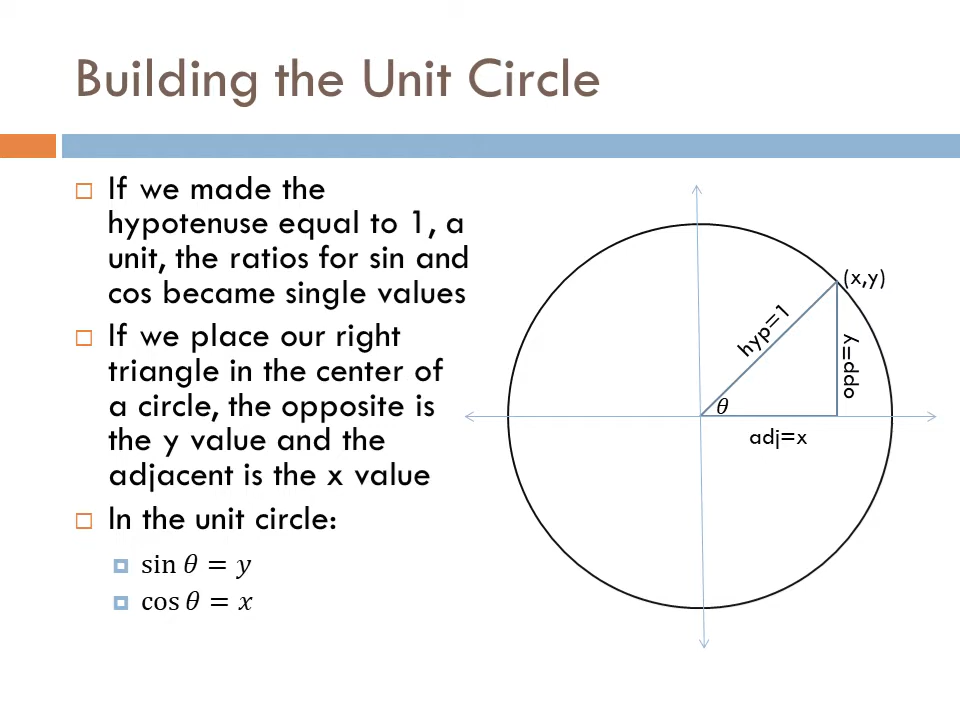 Building the Unit Circle
If we made the
hypotenuse equal to 1, a
unit, the ratios for sin and
cos became single values
If we place our right
triangle in the center of
a circle, the opposite is
the y value and the
adjacent is the x value
In the unit circle:
sin θ = y
cos θ = x
(x,y)
hyp=1
opp=y
θ
adj=x